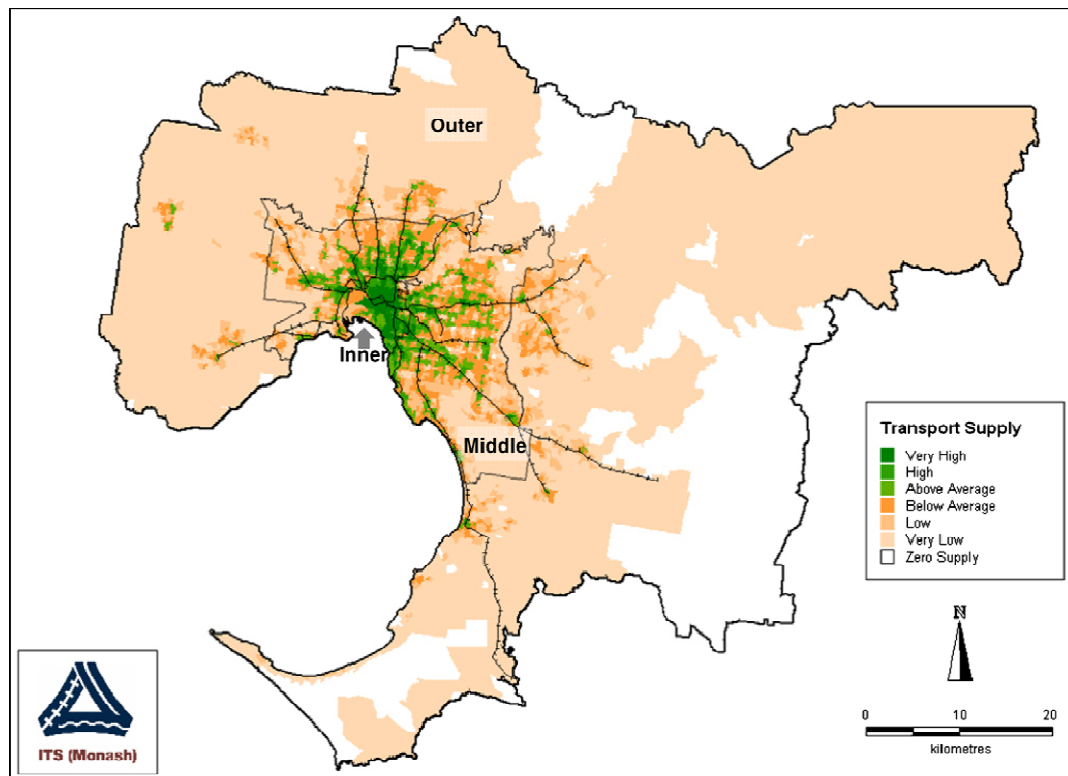 Outer
Inner
Middle
Transport Supply
Very High
High
Above Average
Below Average
Low
Very Low
Zero Supply
N
0 10 20
kilometres
ITS (Monash)